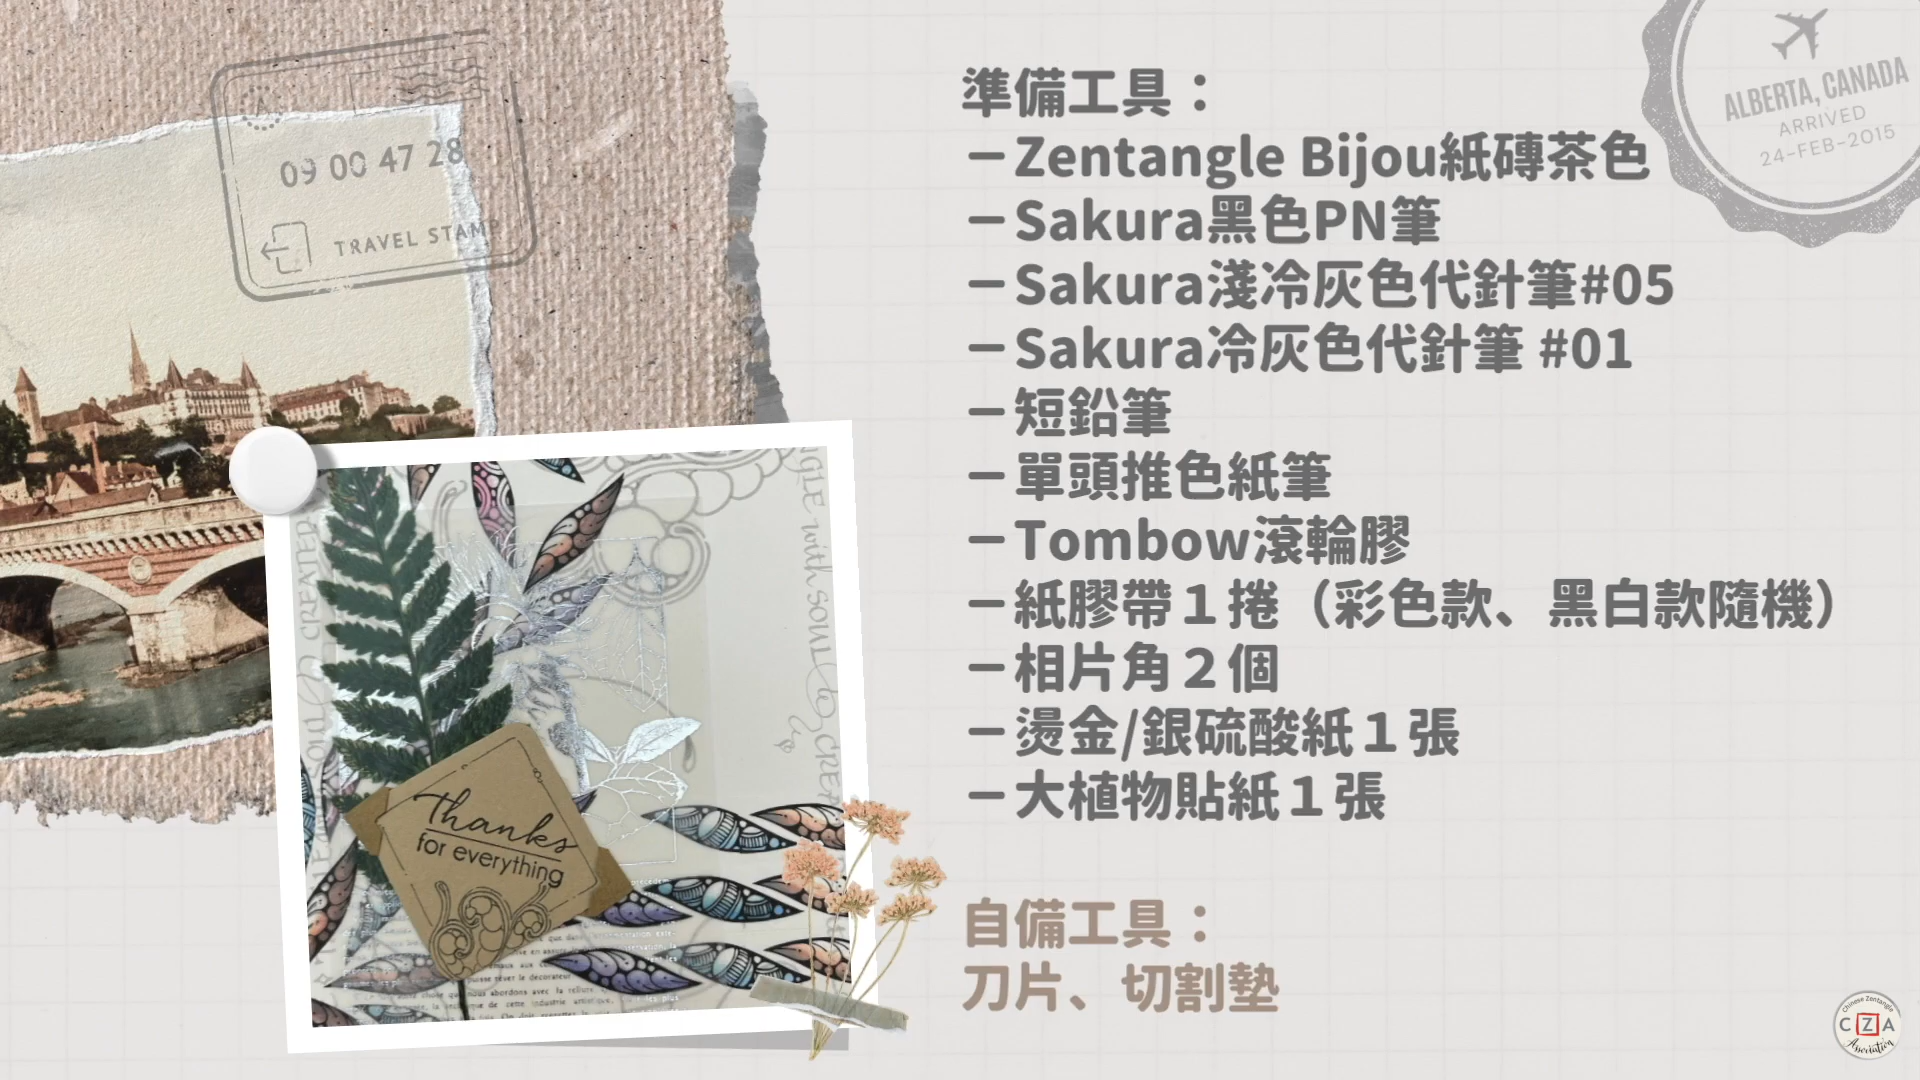 準備工具：
－Zentangle Bijou紙磚茶色
－Sakura黑色PN筆
－Sakura淺冷灰色代針筆#05
－Sakura冷灰色代針筆 #01
－短鉛筆
－單頭推色紙筆
－Tombow滾輪膠
－紙膠帶１捲（彩色款、黑白款隨機）
－相片角２個
－燙金/銀硫酸紙１張
－大植物貼紙１張
自備工具：
刀片、切割墊
09 00 47 28
TRAVEL STAMP
ALBERTA, CANADA
ARRIVED
24-FEB-2015
Thanks
for everything
with soul
Chinese Zentangle
CZA
Association